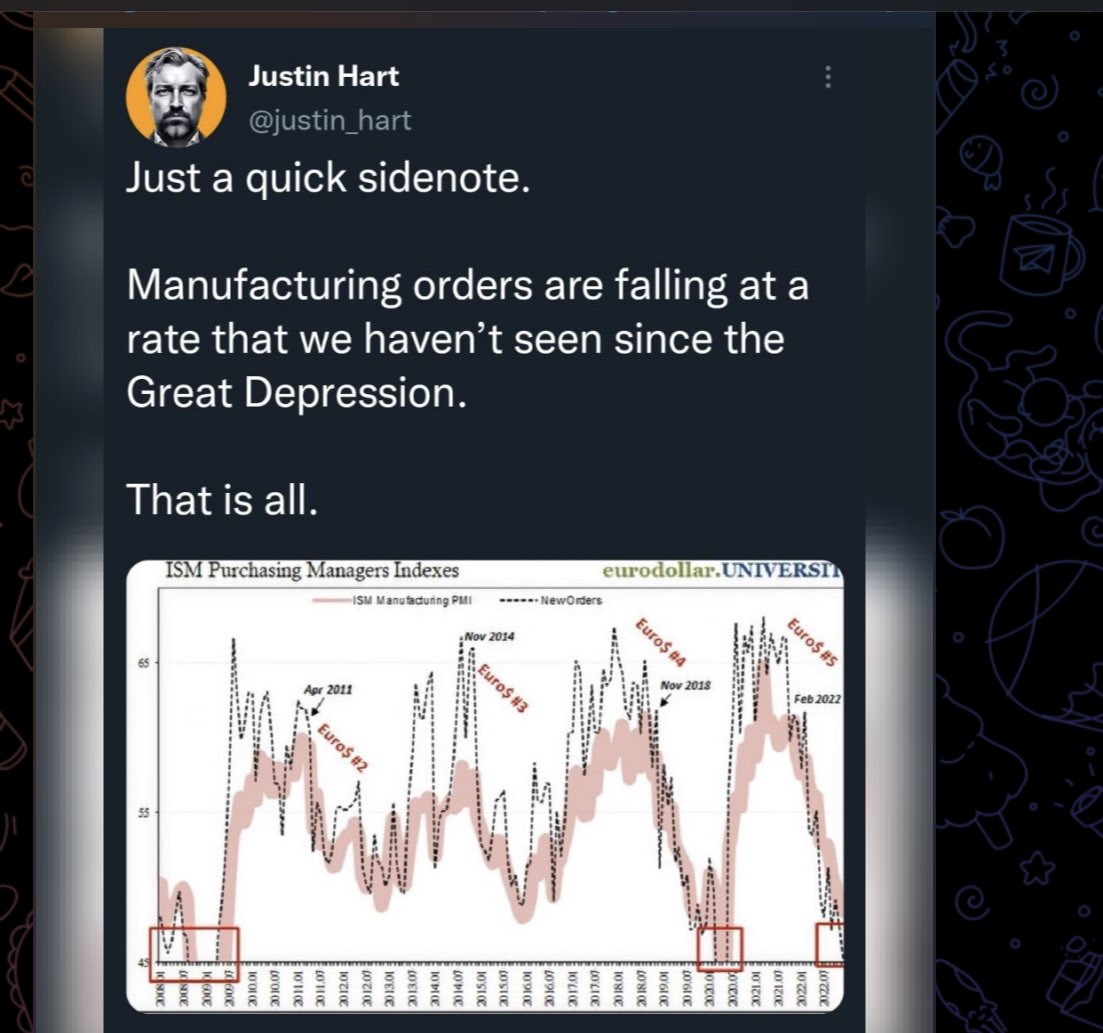 Justin Hart
@justin_hart
Just a quick sidenote.
Manufacturing orders are falling at a
rate that we haven’t seen since the
Great Depression.
That is all.
ISM Purchasing Managers Indexes
eurodollar.UNIVERSIT
ISM Manufacturing PMI
NewOrders
65
55
45
Apr 2011
Euro$ #2
Nov 2014
Euro$ #3
Euro$ #4
Nov 2018
Euro$ #5
Feb 2022
2008.01
2008.07
2009.01
2009.07
2010.01
2010.07
2011.01
2011.07
2012.01
2012.07
2013.01
2013.07
2014.01
2014.07
2015.01
2015.07
2016.01
2016.07
2017.01
2017.07
2018.01
2018.07
2019.01
2019.07
2020.01
2020.07
2021.01
2021.07
2022.01
2022.07